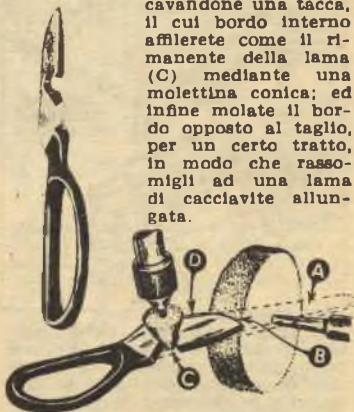 cavandone una tacca,
il cui bordo interno
affilerete come il ri-
manente della lama
(C) mediante una
molettina conica; ed
infine molate il bor-
do opposto al taglio,
per un certo tratto,
in modo che rasso-
migli ad una lama
di cacciavite allun-
gata.
D
A
B
C